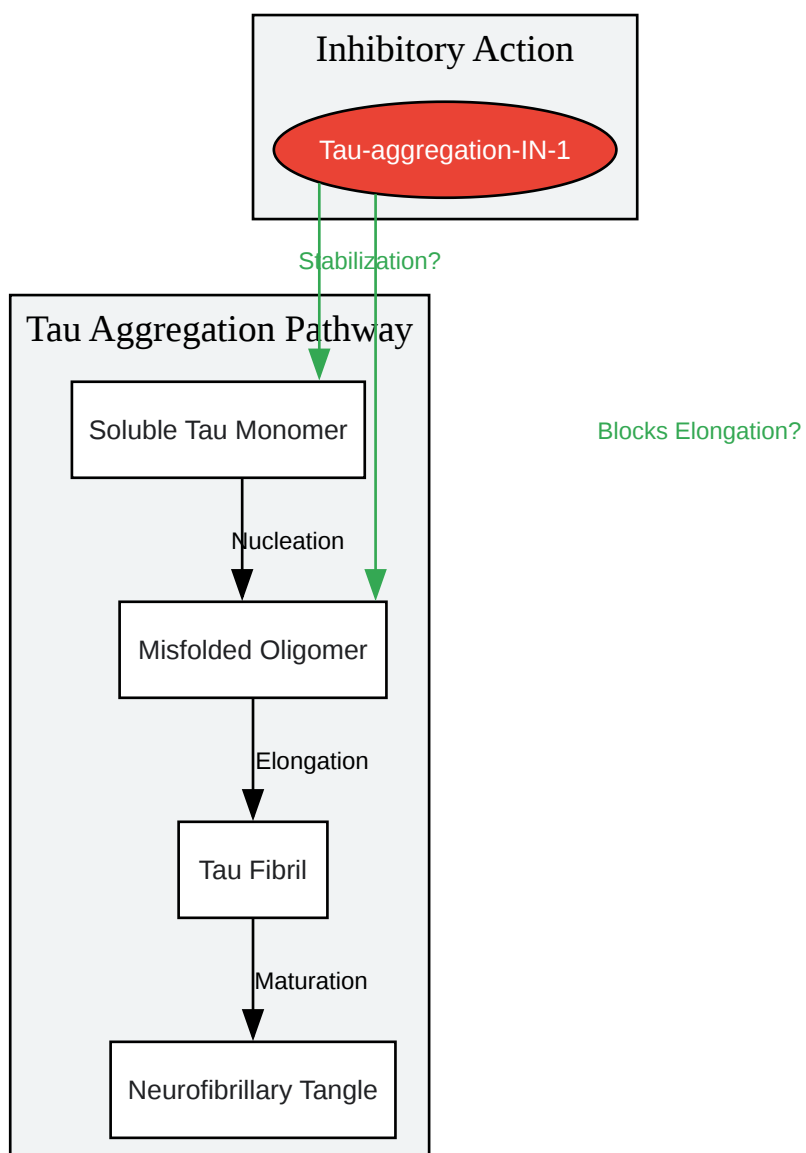 Inhibitory Action
Tau-aggregation-IN-1
Stabilization?
Tau Aggregation Pathway
Soluble Tau Monomer
Blocks Elongation?
Nucleation
Misfolded Oligomer
Elongation
Tau Fibril
Maturation
Neurofibrillary Tangle